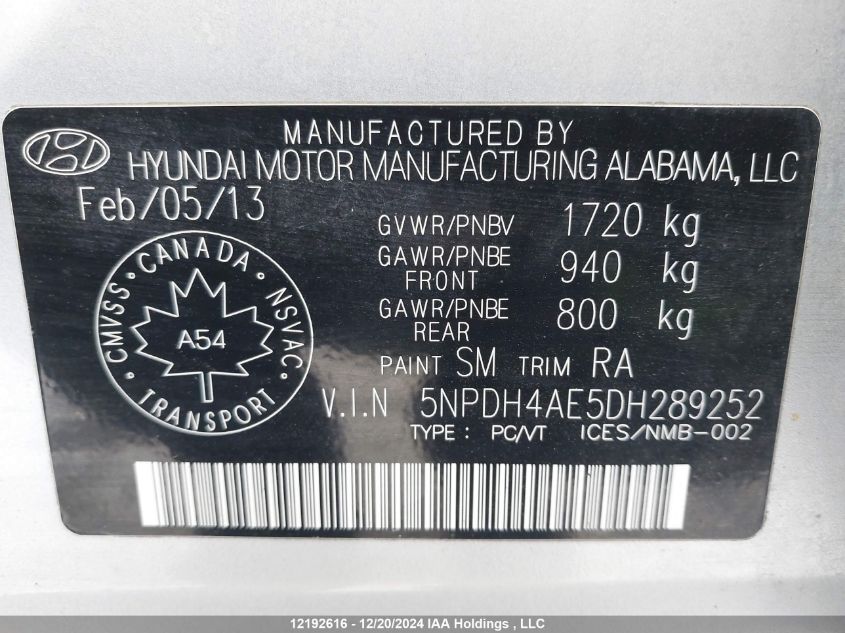 MANUFACTURED BY
HYUNDAI MOTOR MANUFACTURING ALABAMA, LLC
Feb/05/13
GVWR/PNBV 1720 kg
GAWR/PNBE FRONT 940 kg
GAWR/PNBE REAR 800 kg
CANADA
CMVSS NSVAC
A54
TRANSPORT
PAINT SM TRIM RA
V.I.N 5NPDH4AE5DH289252
TYPE : PC/VT ICES/NMB-002
12192616 - 12/20/2024 IAA Holdings , LLC